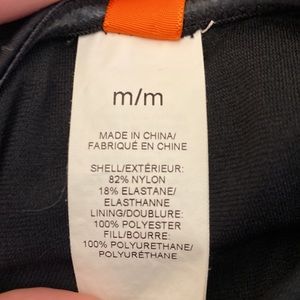 m/m
MADE IN CHINA/
FABRIQUÉ EN CHINE
SHELL/EXTÉRIEUR:
82% NYLON
18% ELASTANE/
ELASTHANNE
LINING/DOUBLURE:
100% POLYESTER
FILL/BOURRE:
100% POLYURETHANE/
POLYURÉTHANE